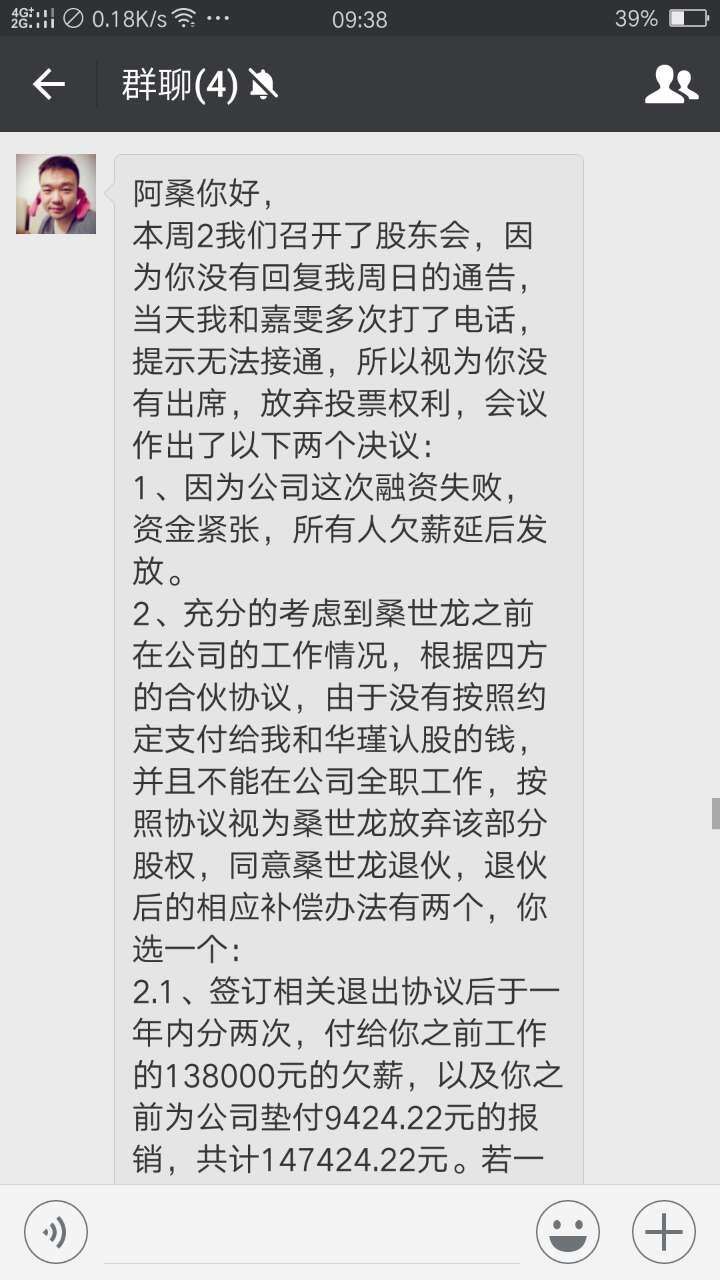 4G+ 2G 0.18K/s ... 09:38 39%
群聊(4)
阿桑你好，
本周2我们召开了股东会，因
为你没有回复我周日的通告，
当天我和嘉雯多次打了电话，
提示无法接通，所以视为你没
有出席，放弃投票权利，会议
作出了以下两个决议：
1、因为公司这次融资失败，
资金紧张，所有人欠薪延后发
放。
2、充分的考虑到桑世龙之前
在公司的工作情况，根据四方
的合伙协议，由于没有按照约
定支付给我和华瑾认股的钱，
并且不能在公司全职工作，按
照协议视为桑世龙放弃该部分
股权，同意桑世龙退伙，退伙
后的相应补偿办法有两个，你
选一个：
2.1、签订相关退出协议后于一
年内分两次，付给你之前工作
的138000元的欠薪，以及你之
前为公司垫付9424.22元的报
销，共计147424.22元。若一